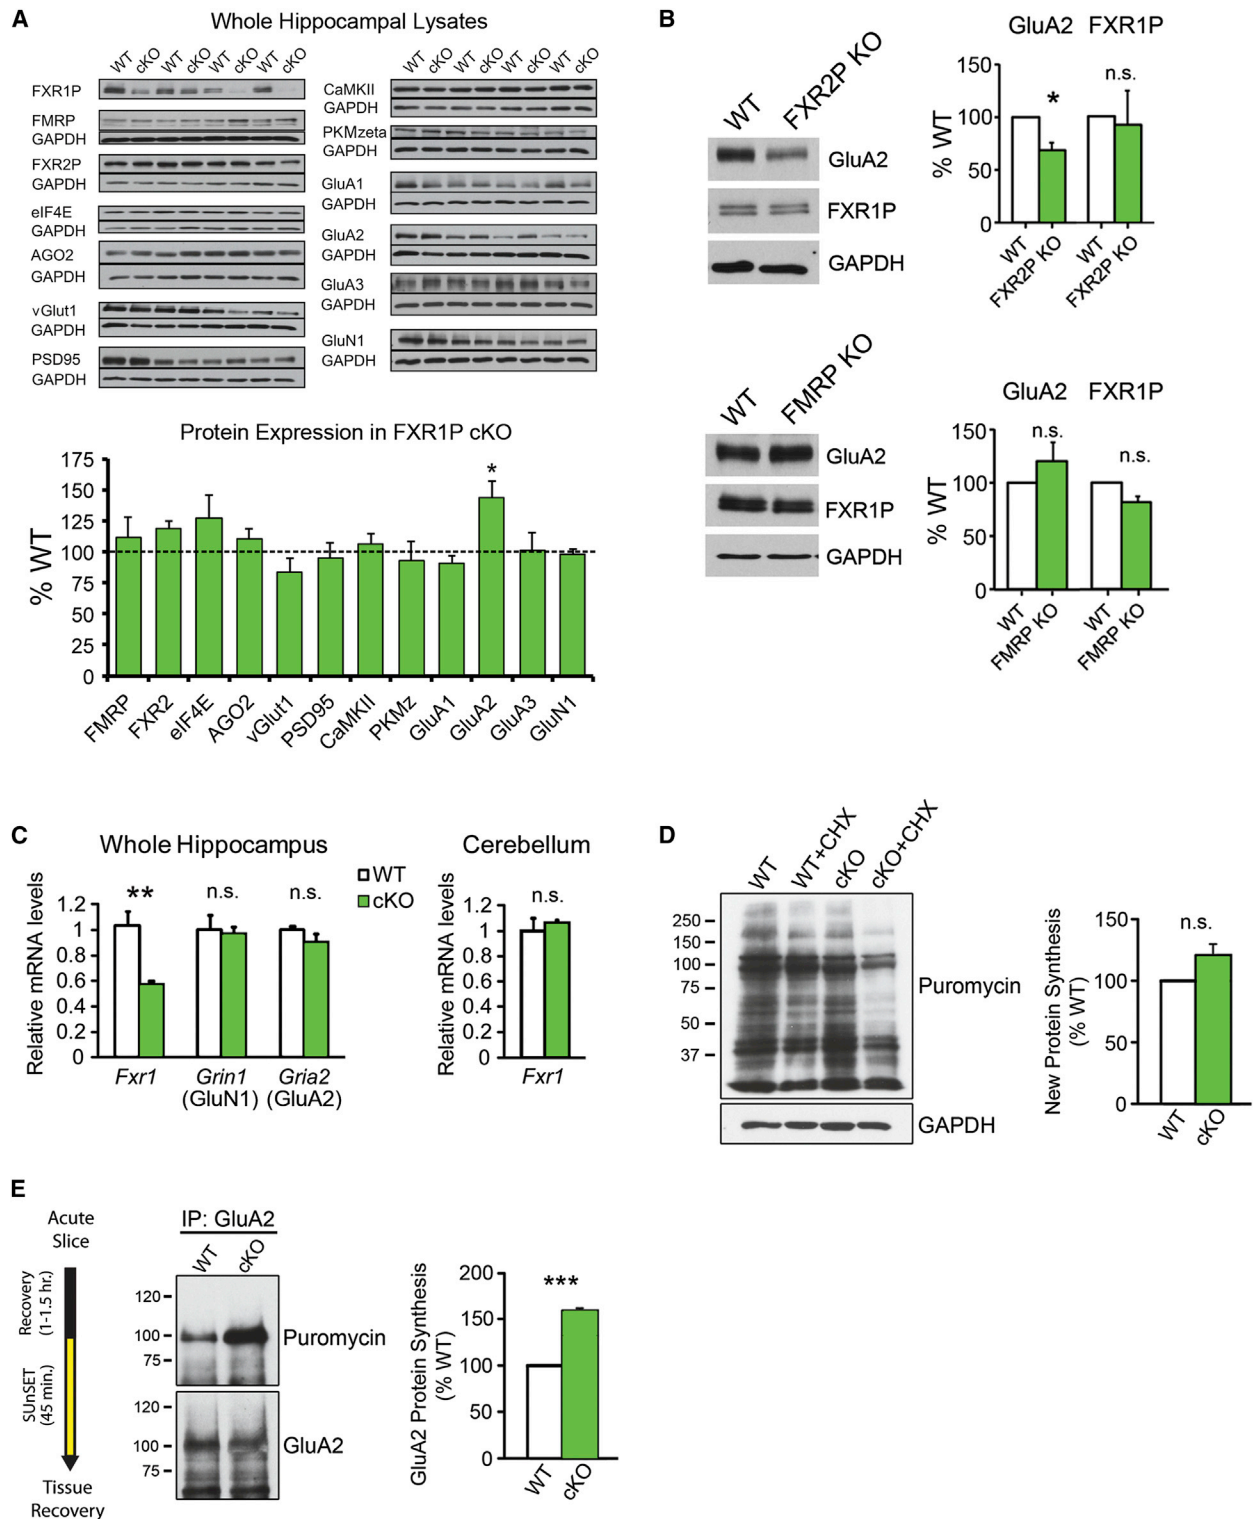 A
Whole Hippocampal Lysates
WT cKO WT cKO WT cKO WT cKO
FXR1P
FMRP
GAPDH
FXR2P
GAPDH
eIF4E
GAPDH
AGO2
GAPDH
vGlut1
GAPDH
PSD95
GAPDH
WT cKO WT cKO WT cKO WT cKO
CaMKII
GAPDH
PKMzeta
GAPDH
GluA1
GAPDH
GluA2
GAPDH
GluA3
GAPDH
GluN1
GAPDH
Protein Expression in FXR1P cKO
% WT
175
150
125
100
75
50
25
0
*
FMRP FXR2 eIF4E AGO2 vGlut1 PSD95 CaMKII PKMz GluA1 GluA2 GluA3 GluN1
B
WT FXR2P KO
GluA2
FXR1P
GAPDH
GluA2 FXR1P
% WT
150
100
50
0
* n.s.
WT FXR2P KO WT FXR2P KO
WT FMRP KO
GluA2
FXR1P
GAPDH
GluA2 FXR1P
% WT
150
100
50
0
n.s. n.s.
WT FMRP KO WT FMRP KO
C
Whole Hippocampus
WT
cKO
Relative mRNA levels
1.2
1
0.8
0.6
0.4
0.2
0
** n.s. n.s.
Fxr1 Grin1 Gria2
(GluN1) (GluA2)
Cerebellum
Relative mRNA levels
1.2
1
0.8
0.6
0.4
0.2
0
n.s.
Fxr1
D
WT WT+CHX cKO cKO+CHX
250
150
100
75
50
37
Puromycin
GAPDH
New Protein Synthesis
(% WT)
150
100
50
0
n.s.
WT cKO
E
Acute
Slice
Recovery
(1-1.5 hr.)
SUnSET
(45 min.)
Tissue
Recovery
IP: GluA2
WT cKO
120
100
75
Puromycin
120
100
75
GluA2
GluA2 Protein Synthesis
(% WT)
200
150
100
50
0
***
WT cKO